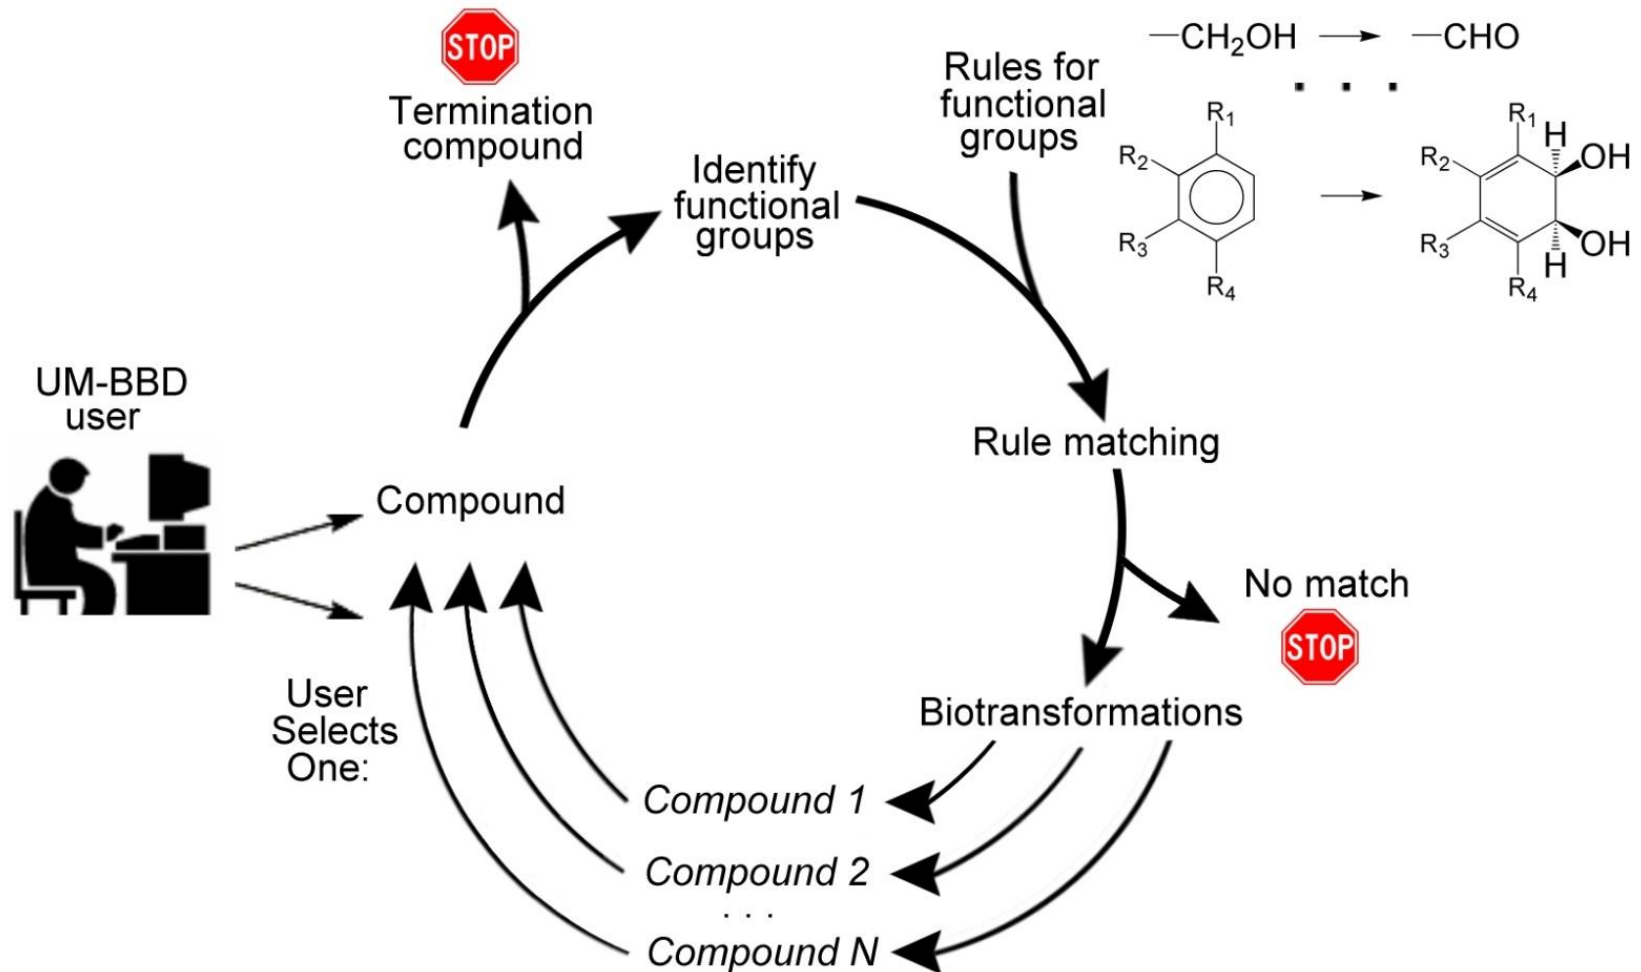 STOP
Termination
compound
Identify
functional
groups
Rules for
functional
groups
—CH₂OH → —CHO
. . .
R₁
R₂
R₃
R₄
R₁
H
OH
R₂
R₃
OH
H
R₄
UM-BBD
user
Compound
Rule matching
No match
STOP
Biotransformations
User
Selects
One:
Compound 1
Compound 2
. . .
Compound N